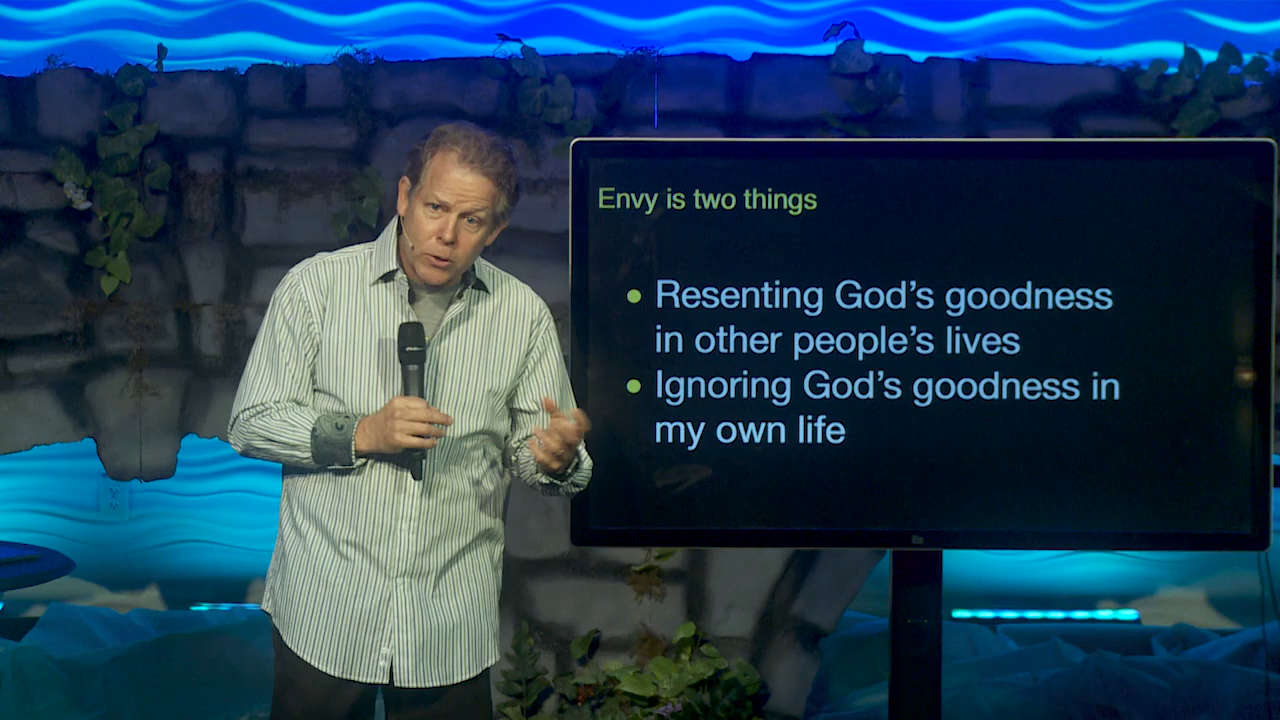 Envy is two things
• Resenting God’s goodness
in other people’s lives
• Ignoring God’s goodness in
my own life